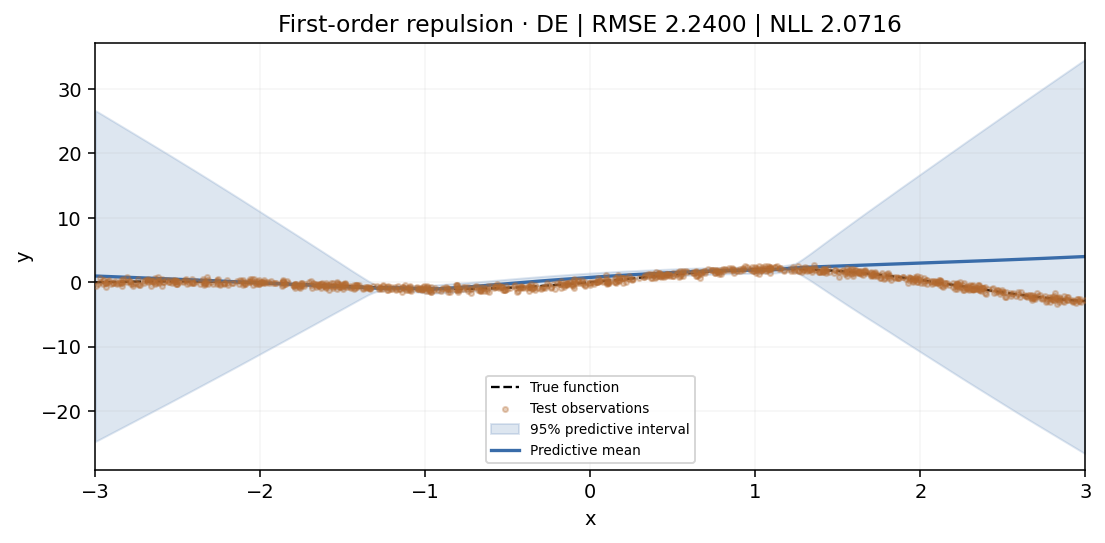 First-order repulsion · DE | RMSE 2.2400 | NLL 2.0716
y
30
20
10
0
−10
−20
True function
Test observations
95% predictive interval
Predictive mean
−3 −2 −1 0 1 2 3
x